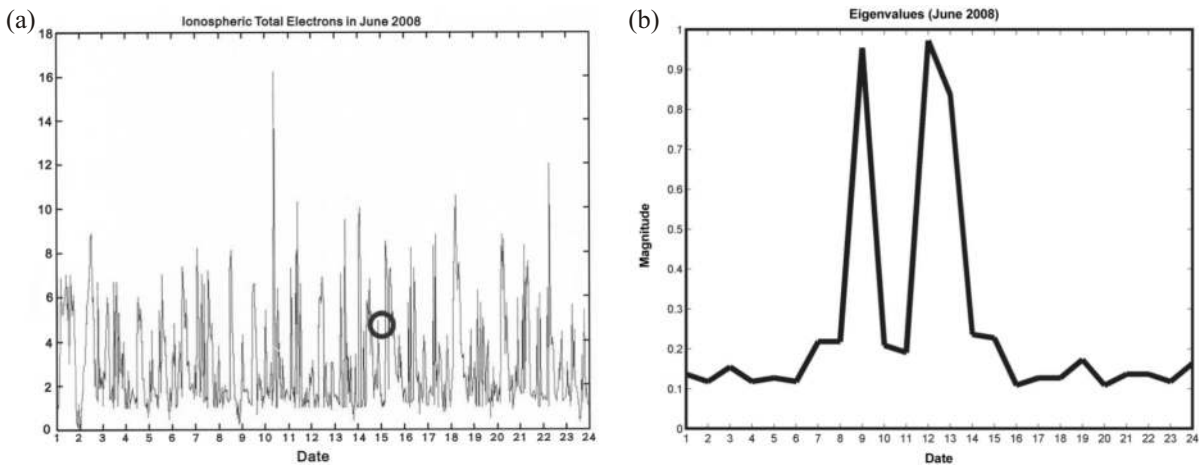 (a)
Ionospheric Total Electrons in June 2008
18
16
14
12
10
8
6
4
2
0
1 2 3 4 5 6 7 8 9 10 11 12 13 14 15 16 17 18 19 20 21 22 23 24
Date
(b)
Eigenvalues (June 2008)
Magnitude
1
0.9
0.8
0.7
0.6
0.5
0.4
0.3
0.2
0.1
0
1 2 3 4 5 6 7 8 9 10 11 12 13 14 15 16 17 18 19 20 21 22 23 24
Date